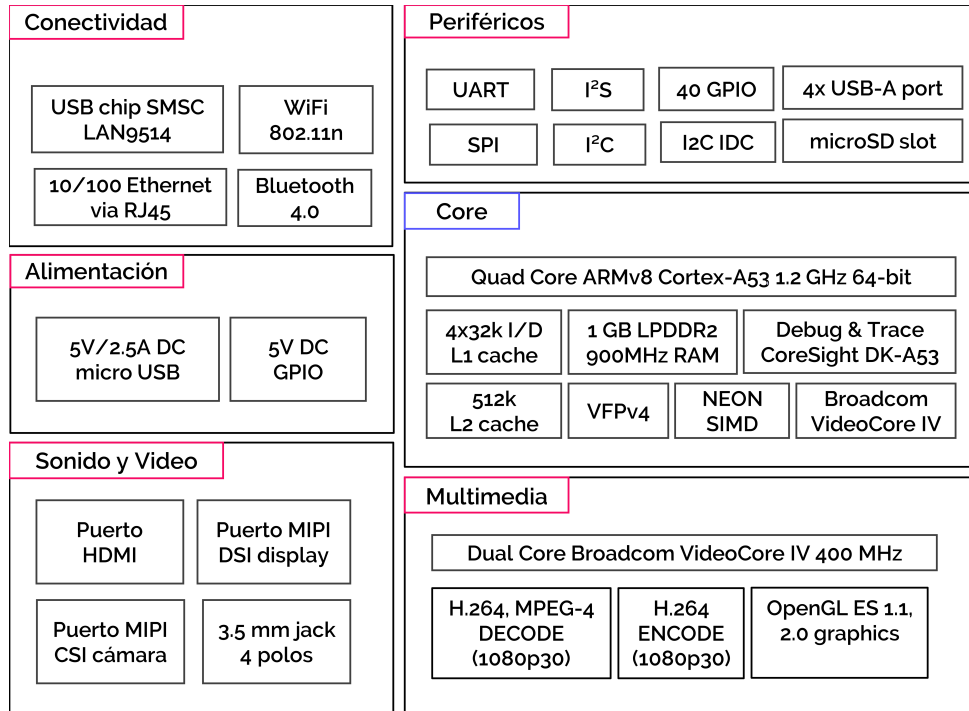 Conectividad
USB chip SMSC
LAN9514
WiFi
802.11n
10/100 Ethernet
via RJ45
Bluetooth
4.0
Alimentación
5V/2.5A DC
micro USB
5V DC
GPIO
Sonido y Video
Puerto
HDMI
Puerto MIPI
DSI display
Puerto MIPI
CSI cámara
3.5 mm jack
4 polos
Periféricos
UART
I²S
40 GPIO
4x USB-A port
SPI
I²C
I2C IDC
microSD slot
Core
Quad Core ARMv8 Cortex-A53 1.2 GHz 64-bit
4x32k I/D
L1 cache
1 GB LPDDR2
900MHz RAM
Debug & Trace
CoreSight DK-A53
512k
L2 cache
VFPv4
NEON
SIMD
Broadcom
VideoCore IV
Multimedia
Dual Core Broadcom VideoCore IV 400 MHz
H.264, MPEG-4
DECODE
(1080p30)
H.264
ENCODE
(1080p30)
OpenGL ES 1.1,
2.0 graphics